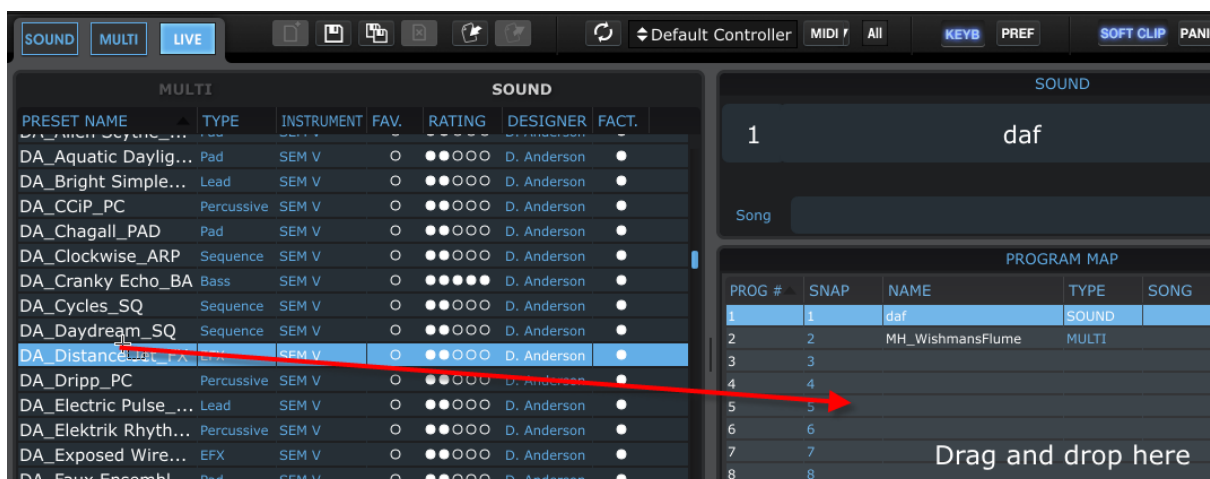 SOUND MULTI LIVE Default Controller MIDI All KEYB PREF SOFT CLIP PANI
MULTI SOUND
PRESET NAME TYPE INSTRUMENT FAV. RATING DESIGNER FACT.
DA_Aquatic Daylig... Pad SEM V D. Anderson
DA_Bright Simple... Lead SEM V D. Anderson
DA_CCiP_PC Percussive SEM V D. Anderson
DA_Chagall_PAD Pad SEM V D. Anderson
DA_Clockwise_ARP Sequence SEM V D. Anderson
DA_Cranky Echo_BA Bass SEM V D. Anderson
DA_Cycles_SQ Sequence SEM V D. Anderson
DA_Daydream_SQ Sequence SEM V D. Anderson
EFX SEM V D. Anderson
DA_Dripp_PC Percussive SEM V D. Anderson
DA_Electric Pulse_... Lead SEM V D. Anderson
DA_Elektrik Rhyth... Percussive SEM V D. Anderson
DA_Exposed Wire... EFX SEM V D. Anderson
SOUND
1 daf
Song
PROGRAM MAP
PROG # SNAP NAME TYPE SONG
1 1 daf SOUND
2 2 MH_WishmansFlume MULTI
3 3
4 4
5 5
6 6
7 7
8 8
Drag and drop here